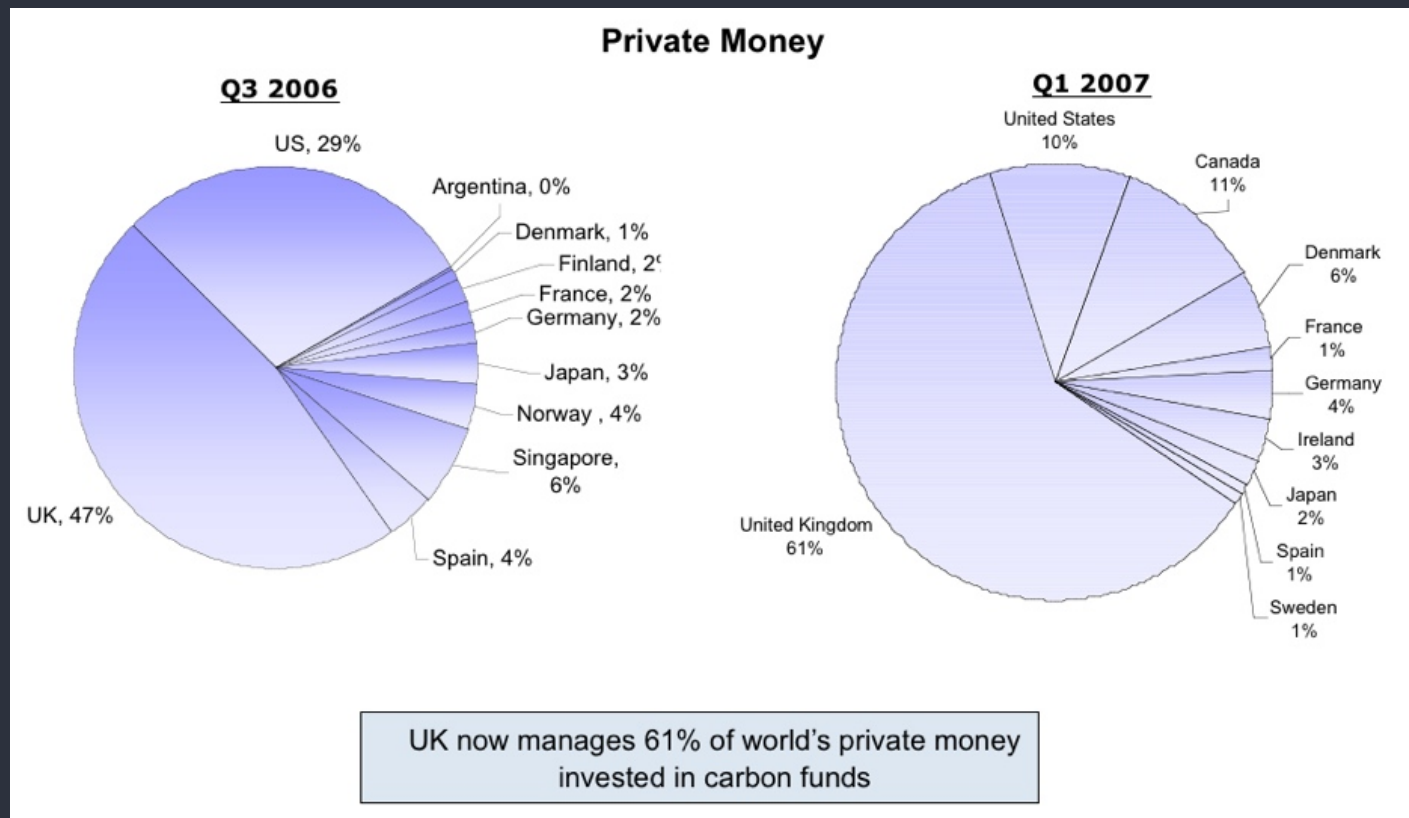 Private Money
Q3 2006
US, 29%
Argentina, 0%
Denmark, 1%
Finland, 2
France, 2%
Germany, 2%
Japan, 3%
Norway , 4%
Singapore,
6%
Spain, 4%
UK, 47%
Q1 2007
United States
10%
Canada
11%
Denmark
6%
France
1%
Germany
4%
Ireland
3%
Japan
2%
Spain
1%
Sweden
1%
United Kingdom
61%
UK now manages 61% of world’s private money
invested in carbon funds